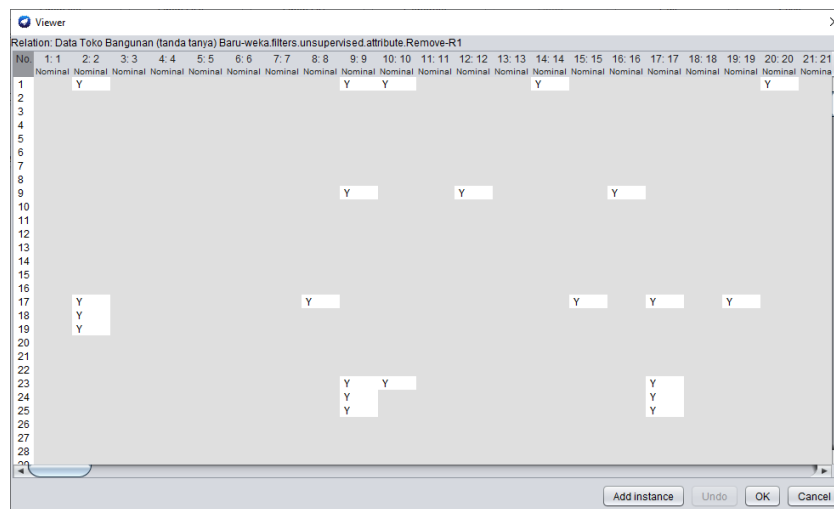 Viewer
Relation: Data Toko Bangunan (tanda tanya) Baru-weka.filters.unsupervised.attribute.Remove-R1
No. 1: 1 2: 2 3: 3 4: 4 5: 5 6: 6 7: 7 8: 8 9: 9 10: 10 11: 11 12: 12 13: 13 14: 14 15: 15 16: 16 17: 17 18: 18 19: 19 20: 20 21: 21
Nominal Nominal Nominal Nominal Nominal Nominal Nominal Nominal Nominal Nominal Nominal Nominal Nominal Nominal Nominal Nominal Nominal Nominal Nominal Nominal Nomina
1 Y Y Y Y Y
2
3
4
5
6
7
8
9 Y Y Y
10
11
12
13
14
15
16
17 Y Y Y Y Y
18 Y
19 Y
20
21
22
23 Y Y Y
24 Y Y
25 Y Y
26
27
28
29
Add instance Undo OK Cancel